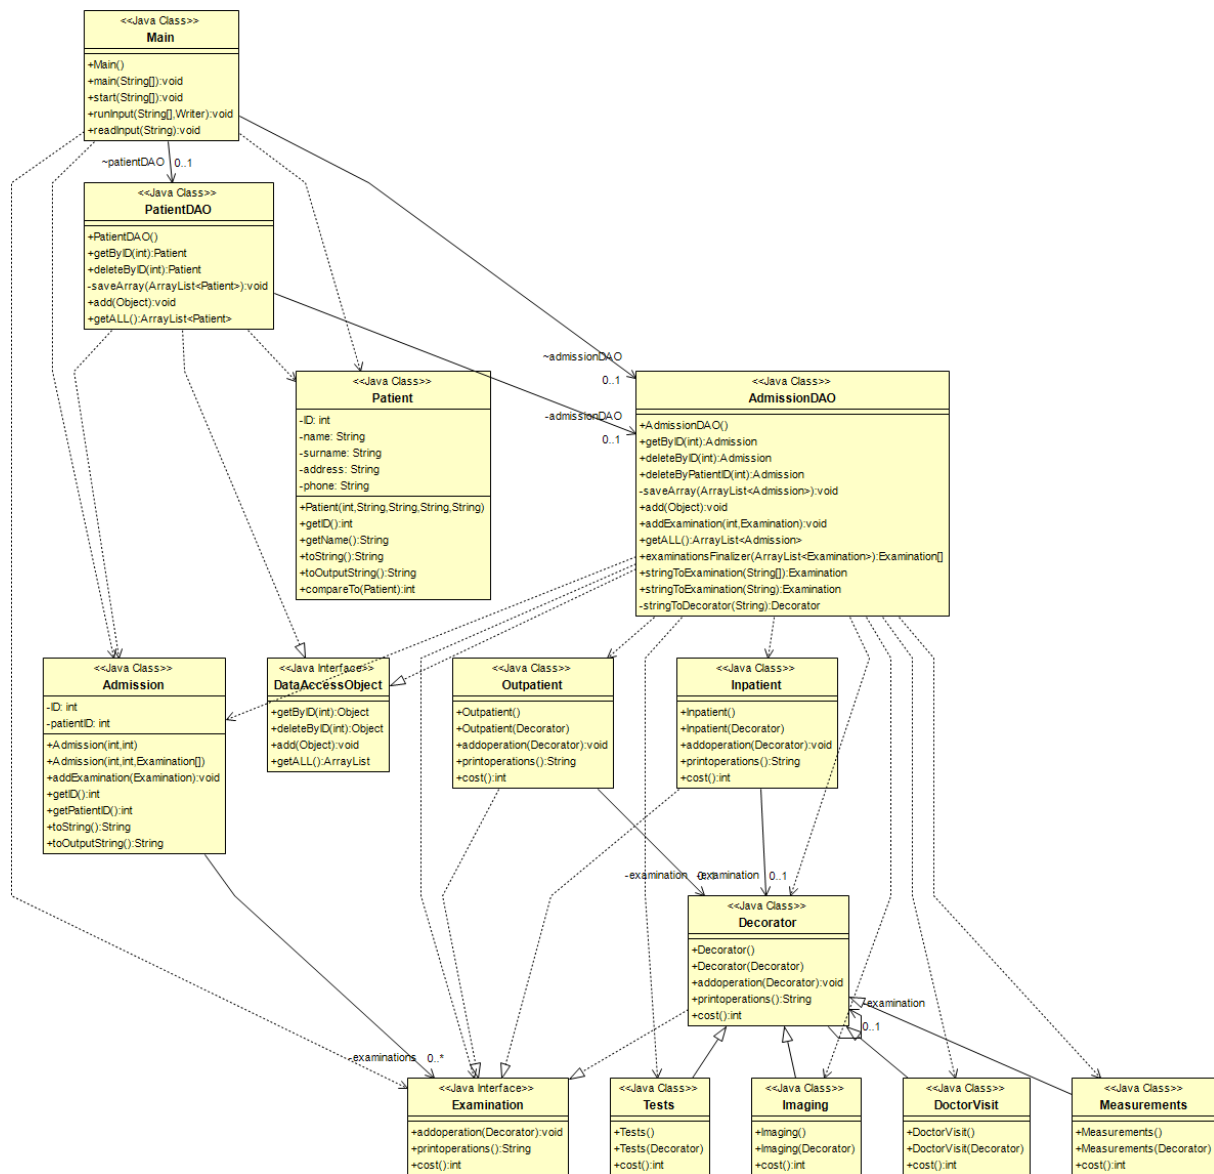 <<Java Class>>
Main
+Main()
+main(String[]):void
+start(String[]):void
+runInput(String[],Writer):void
+readInput(String):void
~patientDAO 0..1
<<Java Class>>
PatientDAO
+PatientDAO()
+getByID(int):Patient
+deleteByID(int):Patient
-saveArray(ArrayList<Patient>):void
+add(Object):void
+getALL():ArrayList<Patient>
~admissionDAO
0..1
-admissionDAO
0..1
<<Java Class>>
Patient
-ID: int
-name: String
-surname: String
-address: String
-phone: String
+Patient(int,String,String,String,String)
+getID():int
+getName():String
+toString():String
+toOutputString():String
+compareTo(Patient):int
<<Java Class>>
AdmissionDAO
+AdmissionDAO()
+getByID(int):Admission
+deleteByID(int):Admission
+deleteByPatientID(int):Admission
-saveArray(ArrayList<Admission>):void
+add(Object):void
+addExamination(int,Examination):void
+getALL():ArrayList<Admission>
+examinationsFinalizer(ArrayList<Examination>):Examination[]
+stringToExamination(String[]):Examination
+stringToExamination(String):Examination
-stringToDecorator(String):Decorator
<<Java Class>>
Admission
-ID: int
-patientID: int
+Admission(int,int)
+Admission(int,int,Examination[])
+addExamination(Examination):void
+getID():int
+getPatientID():int
+toString():String
+toOutputString():String
<<Java Interface>>
DataAccessObject
+getByID(int):Object
+deleteByID(int):Object
+add(Object):void
+getALL():ArrayList
<<Java Class>>
Outpatient
+Outpatient()
+Outpatient(Decorator)
+addoperation(Decorator):void
+printoperations():String
+cost():int
<<Java Class>>
Inpatient
+Inpatient()
+Inpatient(Decorator)
+addoperation(Decorator):void
+printoperations():String
+cost():int
-examination
-examination 0..1
<<Java Class>>
Decorator
+Decorator()
+Decorator(Decorator)
+addoperation(Decorator):void
+printoperations():String
+cost():int
-examination
0..1
-examinations 0..*
<<Java Interface>>
Examination
+addoperation(Decorator):void
+printoperations():String
+cost():int
<<Java Class>>
Tests
+Tests()
+Tests(Decorator)
+cost():int
<<Java Class>>
Imaging
+Imaging()
+Imaging(Decorator)
+cost():int
<<Java Class>>
DoctorVisit
+DoctorVisit()
+DoctorVisit(Decorator)
+cost():int
<<Java Class>>
Measurements
+Measurements()
+Measurements(Decorator)
+cost():int